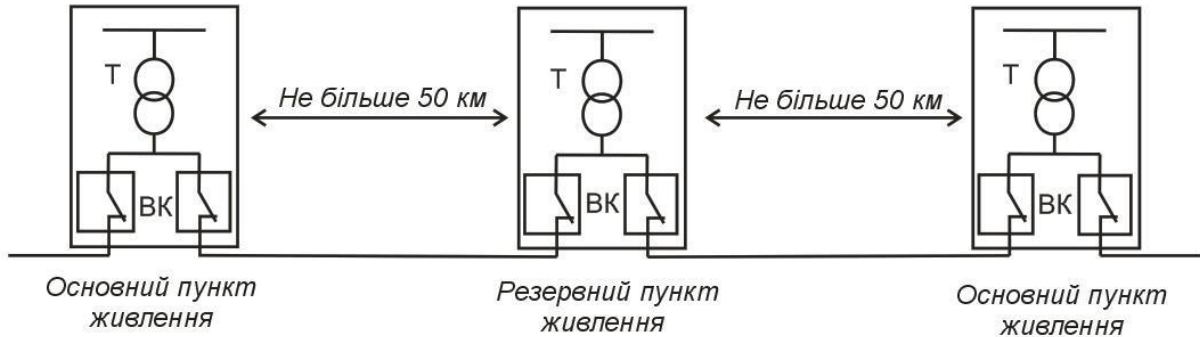 Т
Не більше 50 км
Т
Не більше 50 км
Т
ВК
ВК
ВК
Основний пункт
живлення
Резервний пункт
живлення
Основний пункт
живлення